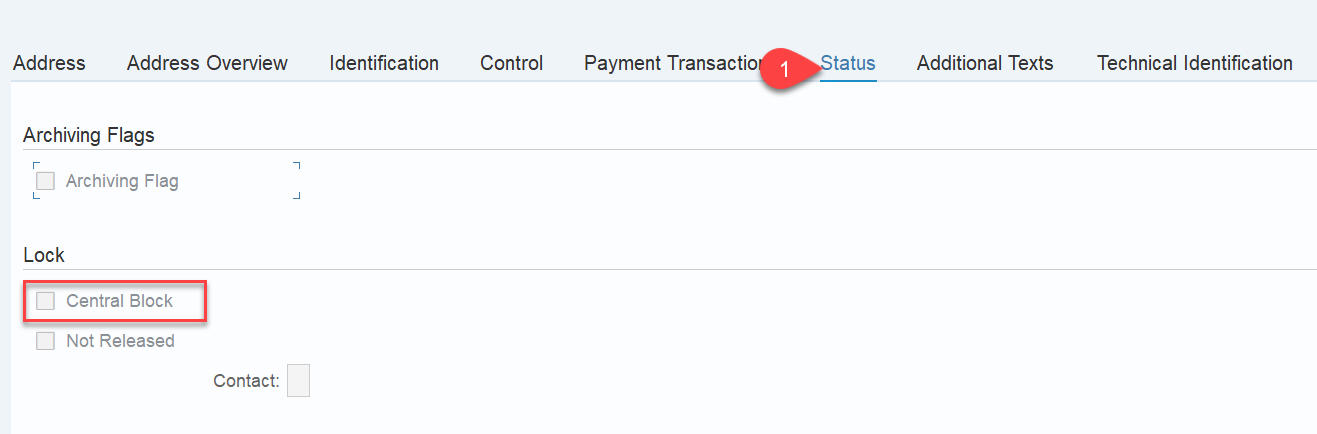 Address Address Overview Identification Control Payment Transaction 1 Status Additional Texts Technical Identification
Archiving Flags
Archiving Flag
Lock
Central Block
Not Released
Contact: